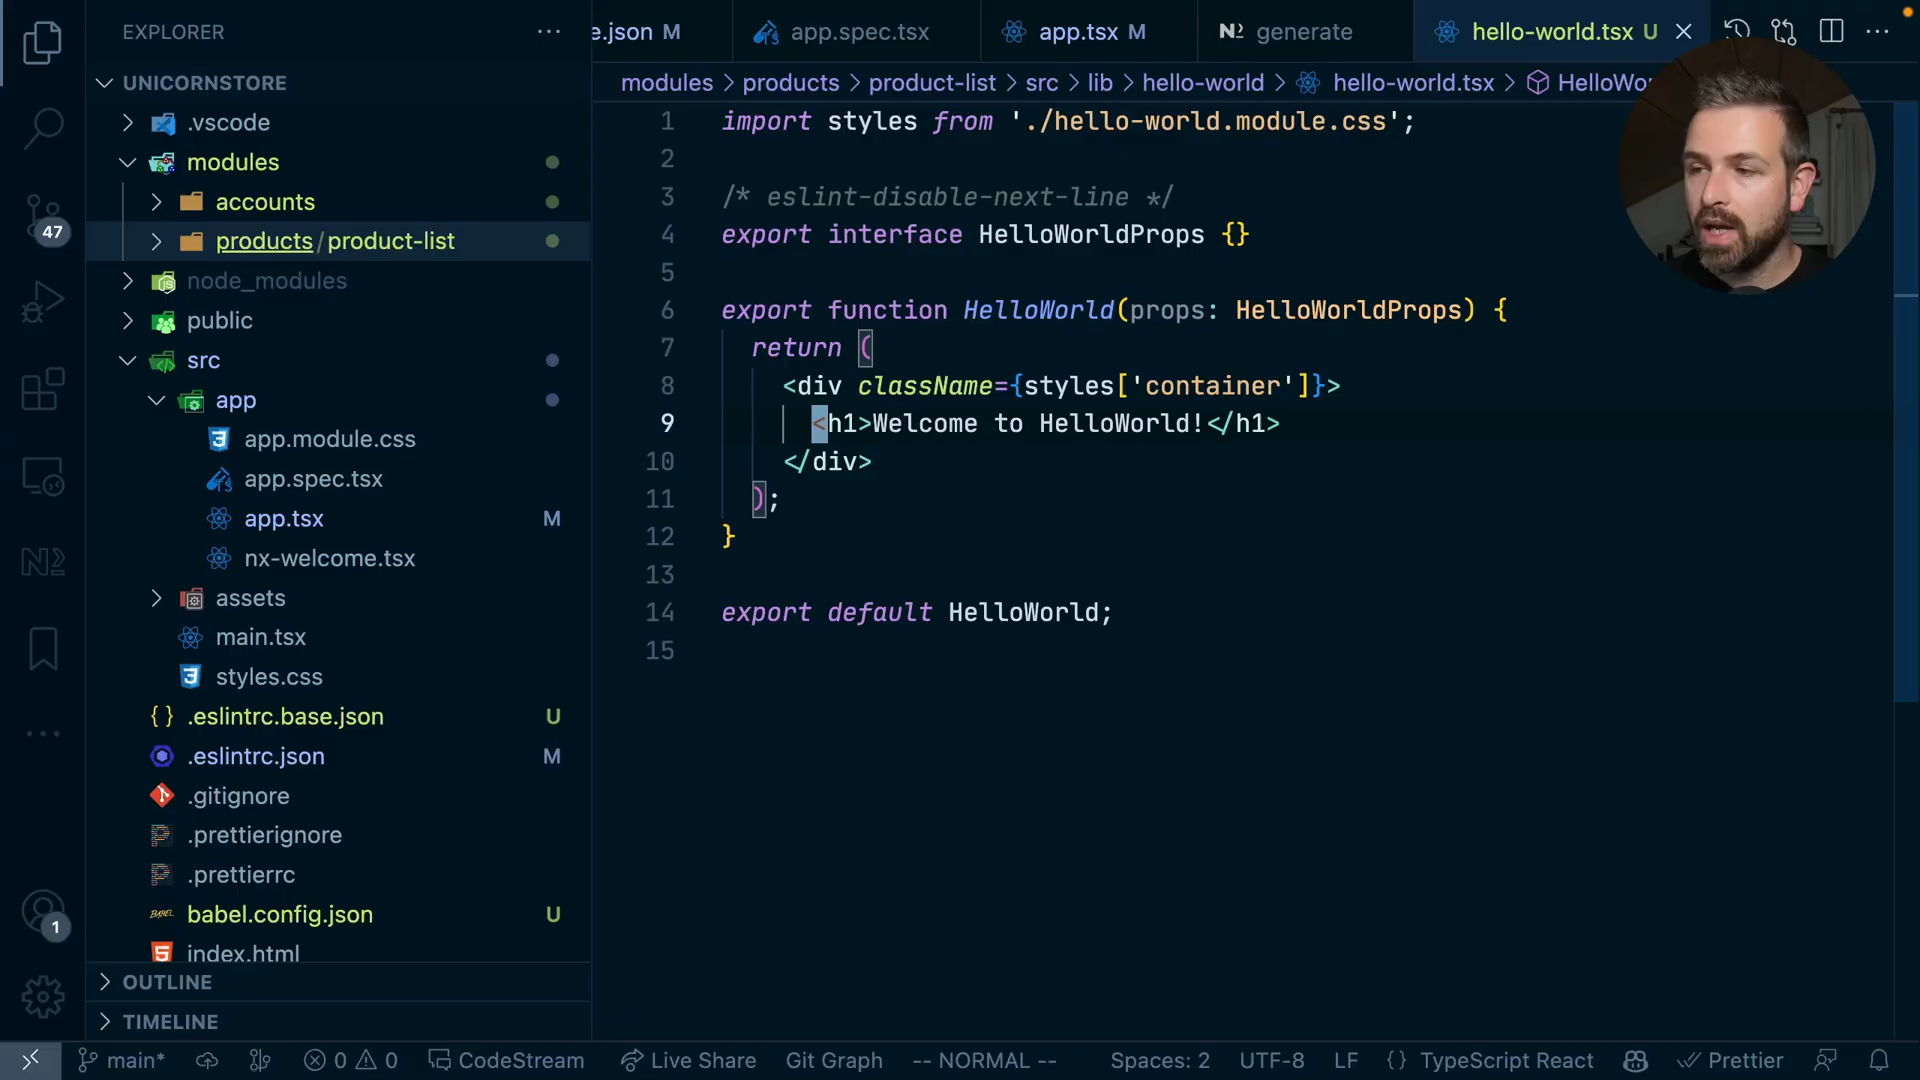 EXPLORER
e.json M
app.spec.tsx
app.tsx M
generate
hello-world.tsx U
UNICORNSTORE
modules > products > product-list > src > lib > hello-world > hello-world.tsx >
.vscode
modules
accounts
products/product-list
node_modules
public
src
app
app.module.css
app.spec.tsx
app.tsx M
nx-welcome.tsx
assets
main.tsx
styles.css
{ } .eslintrc.base.json U
.eslintrc.json M
.gitignore
.prettierignore
.prettierrc
BABEL babel.config.json U
index.html
OUTLINE
TIMELINE
47
1
1 import styles from './hello-world.module.css';
2
3 /* eslint-disable-next-line */
4 export interface HelloWorldProps {}
5
6 export function HelloWorld(props: HelloWorldProps) {
7 return (
8 <div className={styles['container']}>
9 <h1>Welcome to HelloWorld!</h1>
10 </div>
11 );
12 }
13
14 export default HelloWorld;
15
main* 0 0 CodeStream Live Share Git Graph -- NORMAL -- Spaces: 2 UTF-8 LF { } TypeScript React Prettier